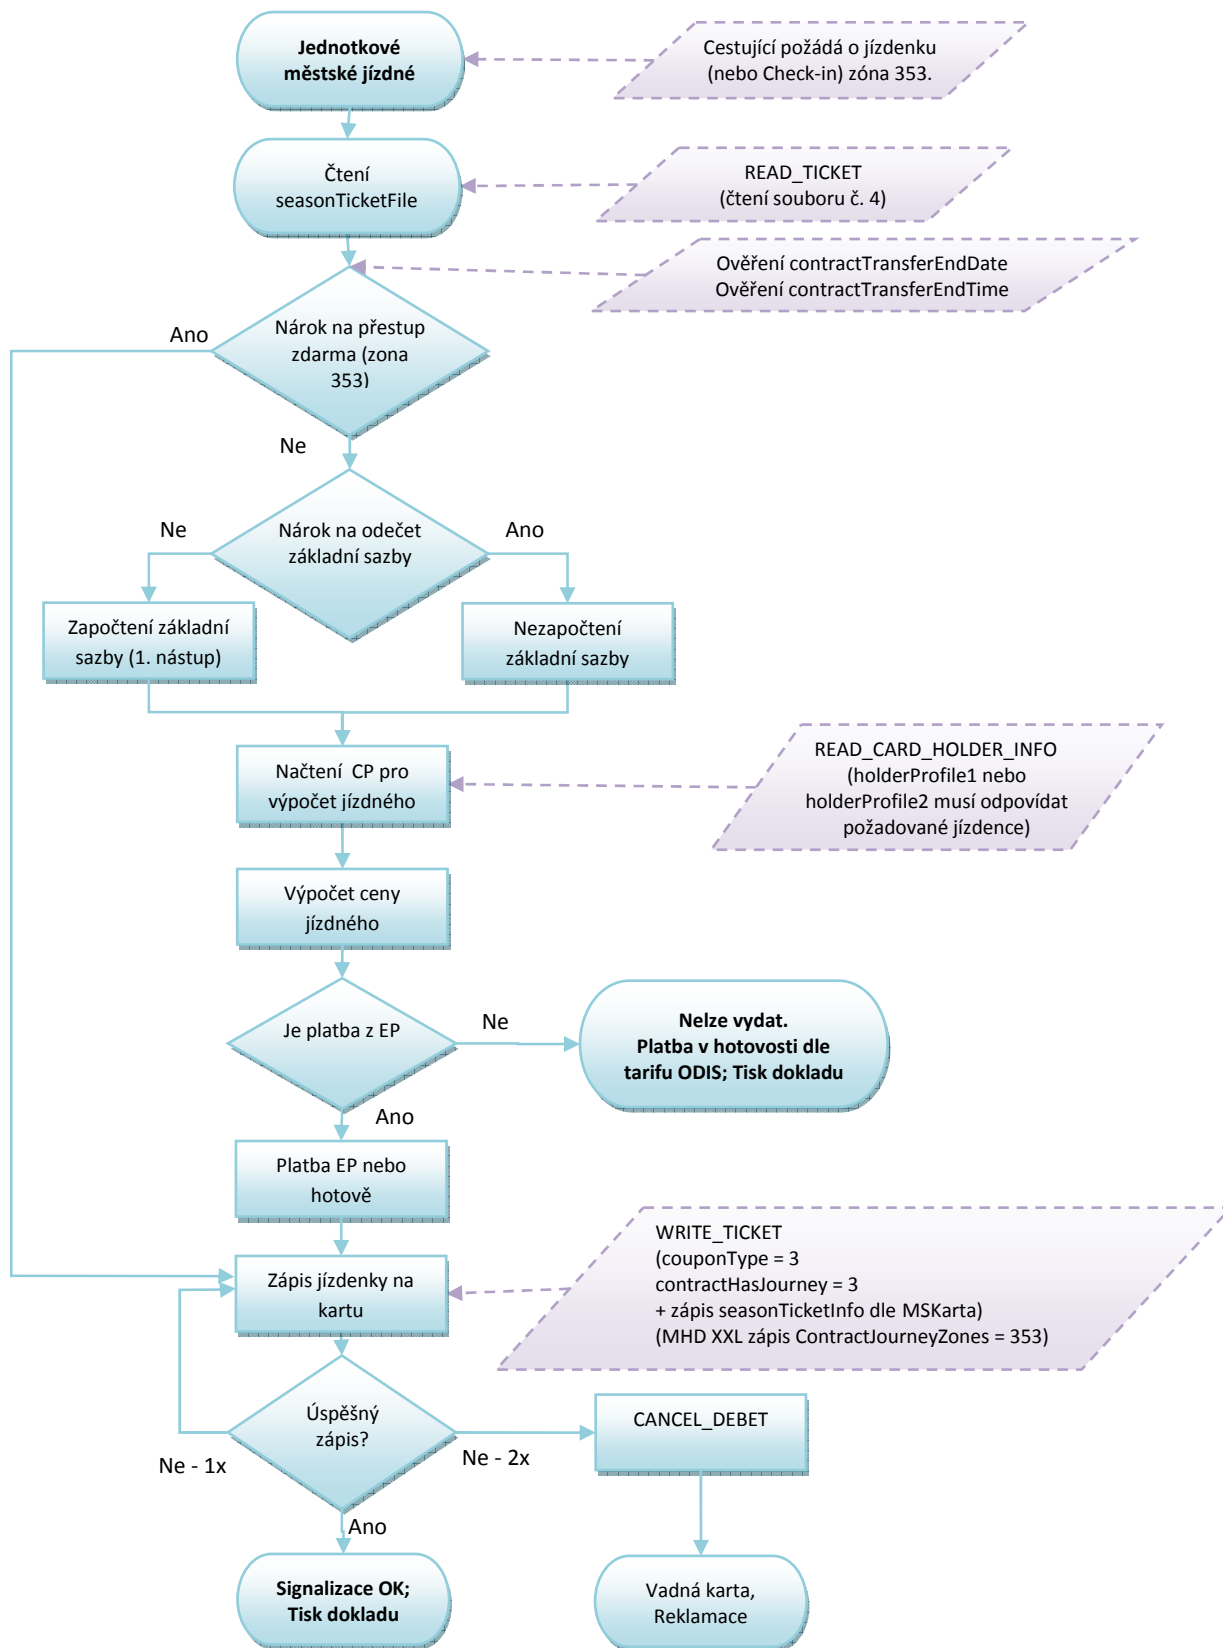 Jednotkové
městské jízdné
Cestující požádá o jízdenku
(nebo Check-in) zóna 353.
Čtení
seasonTicketFile
READ_TICKET
(čtení souboru č. 4)
Ověření contractTransferEndDate
Ověření contractTransferEndTime
Ano
Nárok na přestup
zdarma (zona
353)
Ne
Ne
Nárok na odečet
základní sazby
Ano
Započtení základní
sazby (1. nástup)
Nezapočtení
základní sazby
Načtení  CP pro
výpočet jízdného
READ_CARD_HOLDER_INFO
(holderProfile1 nebo
holderProfile2 musí odpovídat
požadované jízdence)
Výpočet ceny
jízdného
Je platba z EP
Ne
Nelze vydat.
Platba v hotovosti dle
tarifu ODIS; Tisk dokladu
Ano
Platba EP nebo
hotově
WRITE_TICKET
(couponType = 3
contractHasJourney = 3
+ zápis seasonTicketInfo dle MSKarta)
(MHD XXL zápis ContractJourneyZones = 353)
Zápis jízdenky na
kartu
Úspěšný
zápis?
CANCEL_DEBET
Ne - 1x
Ne - 2x
Ano
Signalizace OK;
Tisk dokladu
Vadná karta,
Reklamace